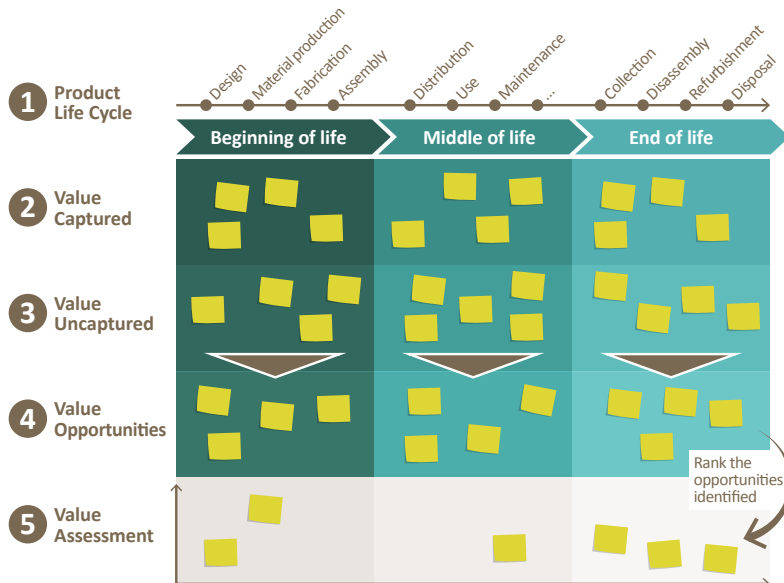 Design
Material production
Fabrication
Assembly
Distribution
Use
Maintenance
...
Collection
Disassembly
Refurbishment
Disposal
1
Product
Life Cycle
Beginning of life
Middle of life
End of life
2
Value
Captured
3
Value
Uncaptured
4
Value
Opportunities
Rank the
opportunities
identified
5
Value
Assessment